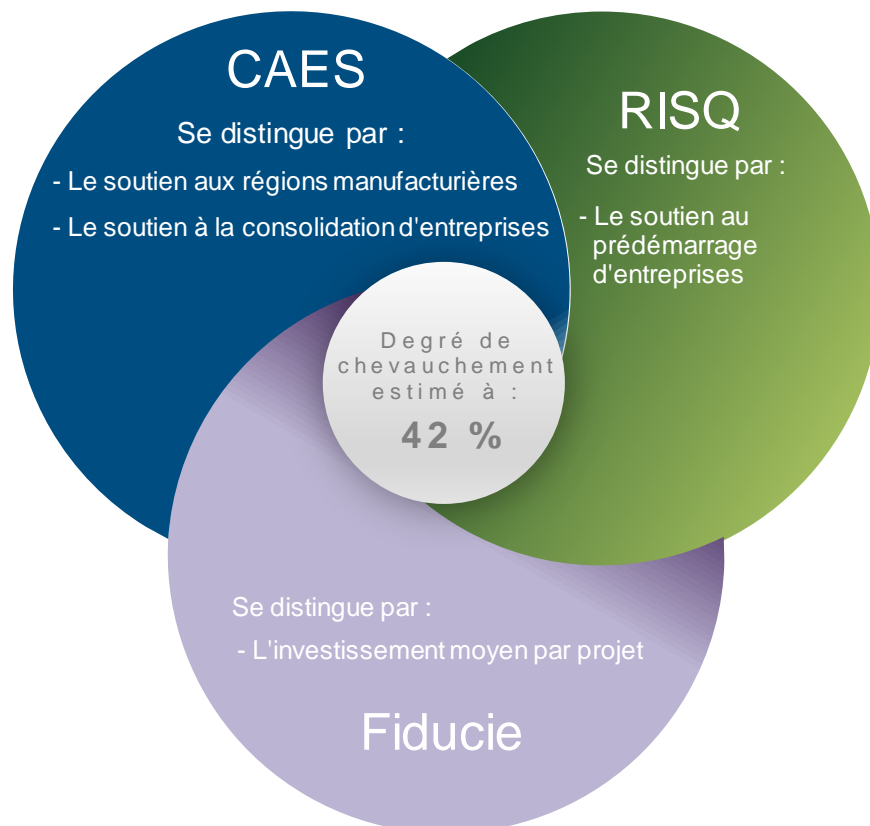 CAES
Se distingue par :
- Le soutien aux régions manufacturières
- Le soutien à la consolidation d'entreprises
RISQ
Se distingue par :
- Le soutien au
prédémarrage
d'entreprises
Degré de
chevauchement
estimé à :
42 %
Se distingue par :
- L'investissement moyen par projet
Fiducie